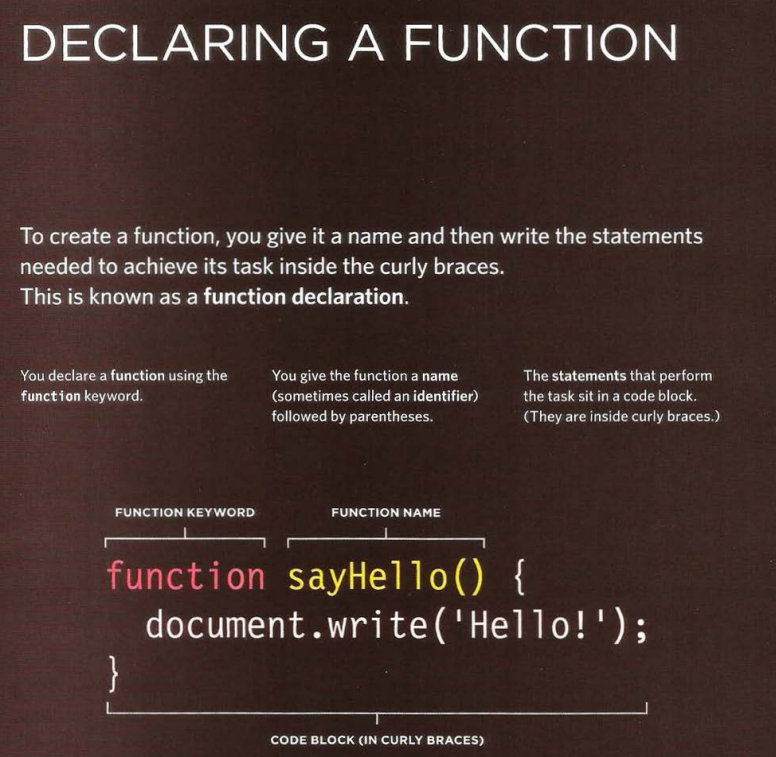 DECLARING A FUNCTION
To create a function, you give it a name and then write the statements
needed to achieve its task inside the curly braces.
This is known as a function declaration.
You declare a function using the
function keyword.
You give the function a name
(sometimes called an identifier)
followed by parentheses.
The statements that perform
the task sit in a code block.
(They are inside curly braces.)
FUNCTION KEYWORD
FUNCTION NAME
function sayHello() {
document.write('Hello!');
}
CODE BLOCK (IN CURLY BRACES)